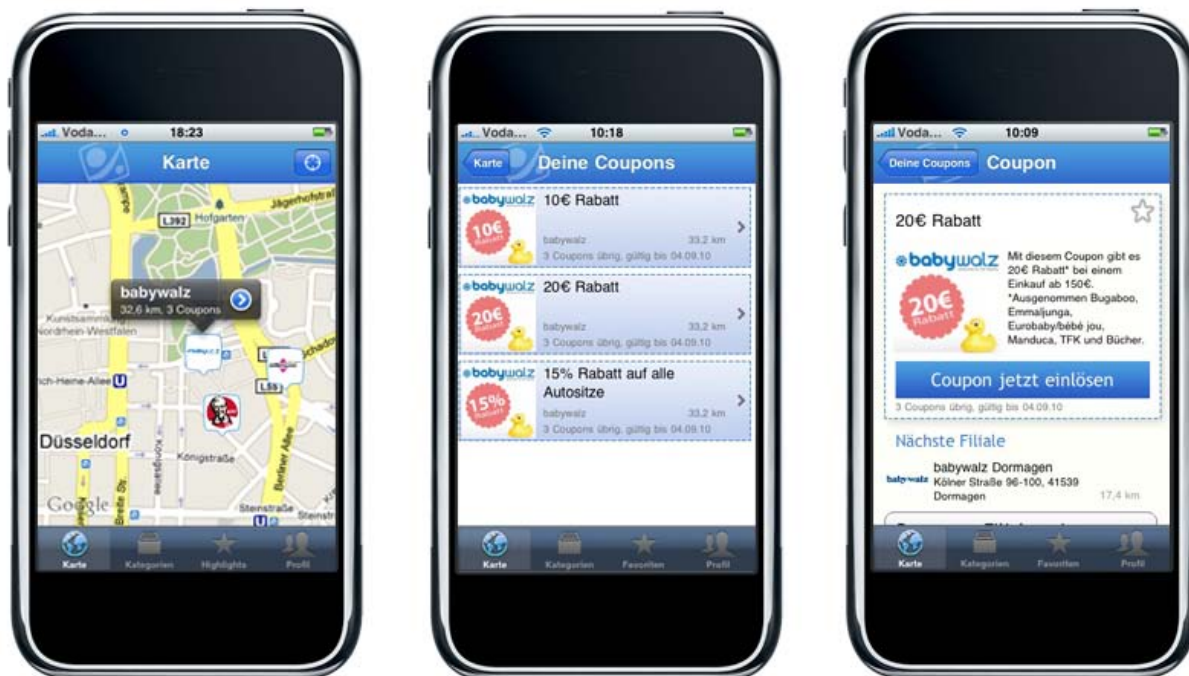 Voda...
18:23
Karte
Jägerhofstraß
L392
Hofgarten
babywalz
32.6 km, 3 Coupons
Kunstsammlung
Nordrhein-Westfalen
L55
ich-Heine-Allee
U
Düsseldorf
Königsallee
Königstraße
Berliner Allee
Breite Str.
Google
Steinstraße
Steinstr
U
Karte
Kategorien
Highlights
Profil
Voda...
10:18
Karte
Deine Coupons
babywalz
10€ Rabatt
10€
Rabatt
babywalz
33.2 km
3 Coupons übrig, gültig bis 04.09.10
babywalz
20€ Rabatt
20€
Rabatt
babywalz
33.2 km
3 Coupons übrig, gültig bis 04.09.10
babywalz
15% Rabatt auf alle
Autositze
15%
Rabatt
babywalz
33.2 km
3 Coupons übrig, gültig bis 04.09.10
Karte
Kategorien
Favoriten
Profil
Voda...
10:09
Deine Coupons
Coupon
20€ Rabatt
babywalz
20€
Rabatt
Mit diesem Coupon gibt es
20€ Rabatt* bei einem
Einkauf ab 150€.
*Ausgenommen Bugaboo,
Emmaljunga,
Eurobaby/bébé jou,
Manduca, TFK und Bücher.
Coupon jetzt einlösen
3 Coupons übrig, gültig bis 04.09.10
Nächste Filiale
babywalz
babywalz Dormagen
Kölner Straße 96-100, 41539
Dormagen
17,4 km
Karte
Kategorien
Favoriten
Profil